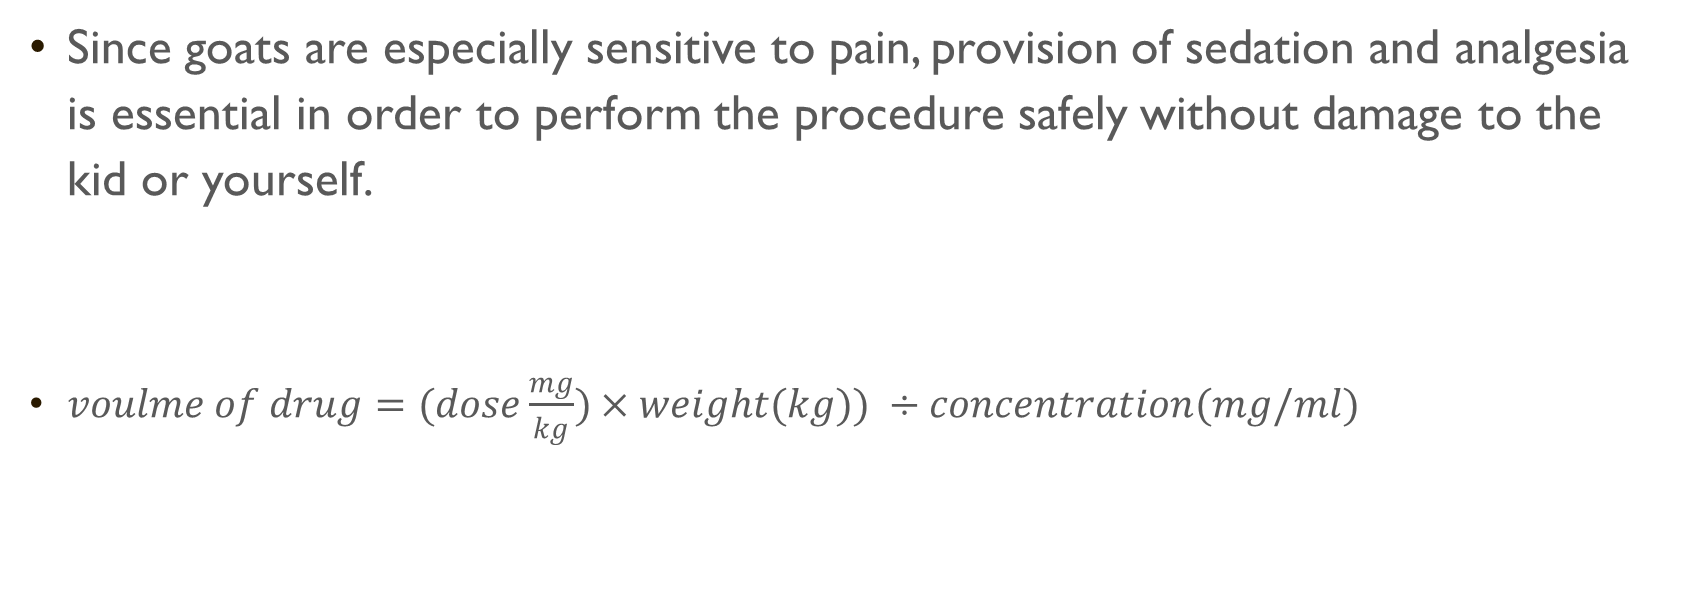 • Since goats are especially sensitive to pain, provision of sedation and analgesia
is essential in order to perform the procedure safely without damage to the
kid or yourself.
• voulme of drug = (dose mg/kg) × weight(kg)) ÷ concentration(mg/ml)